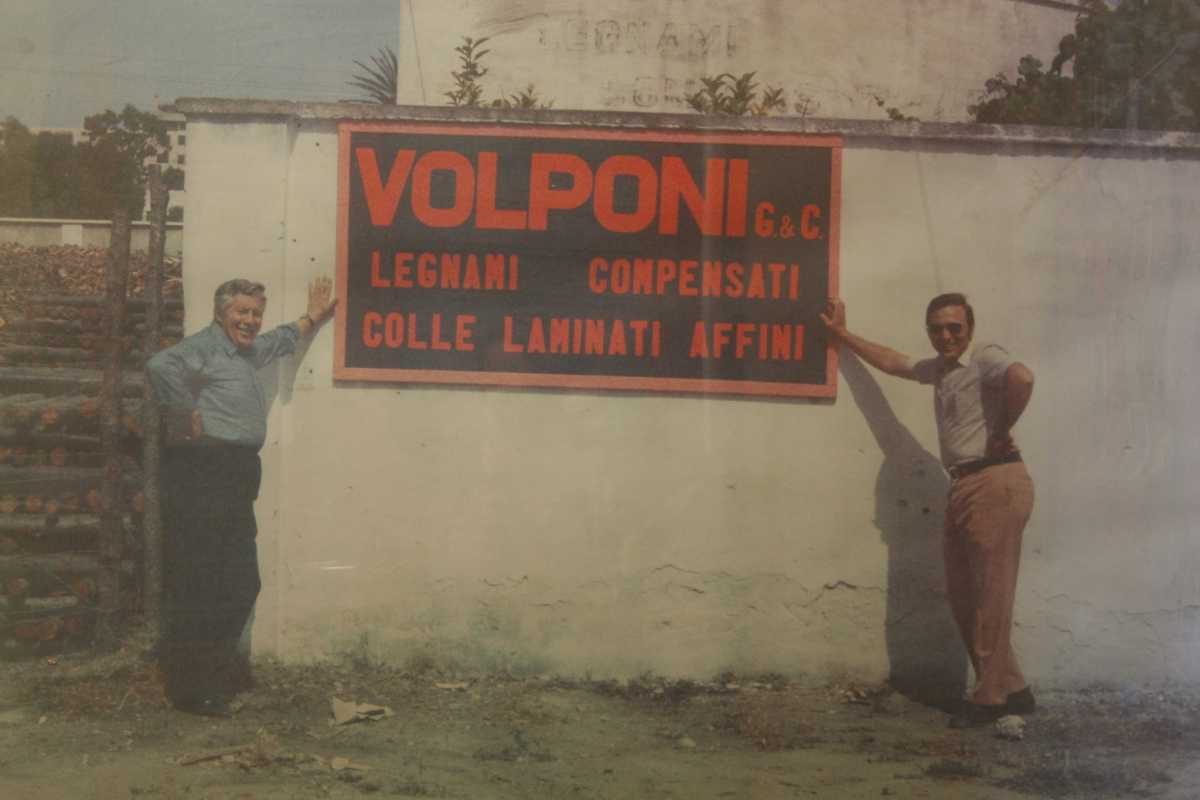 LEGNAMI
VOLPONI G. & C.
LEGNAMI COMPENSATI
COLLE LAMINATI AFFINI